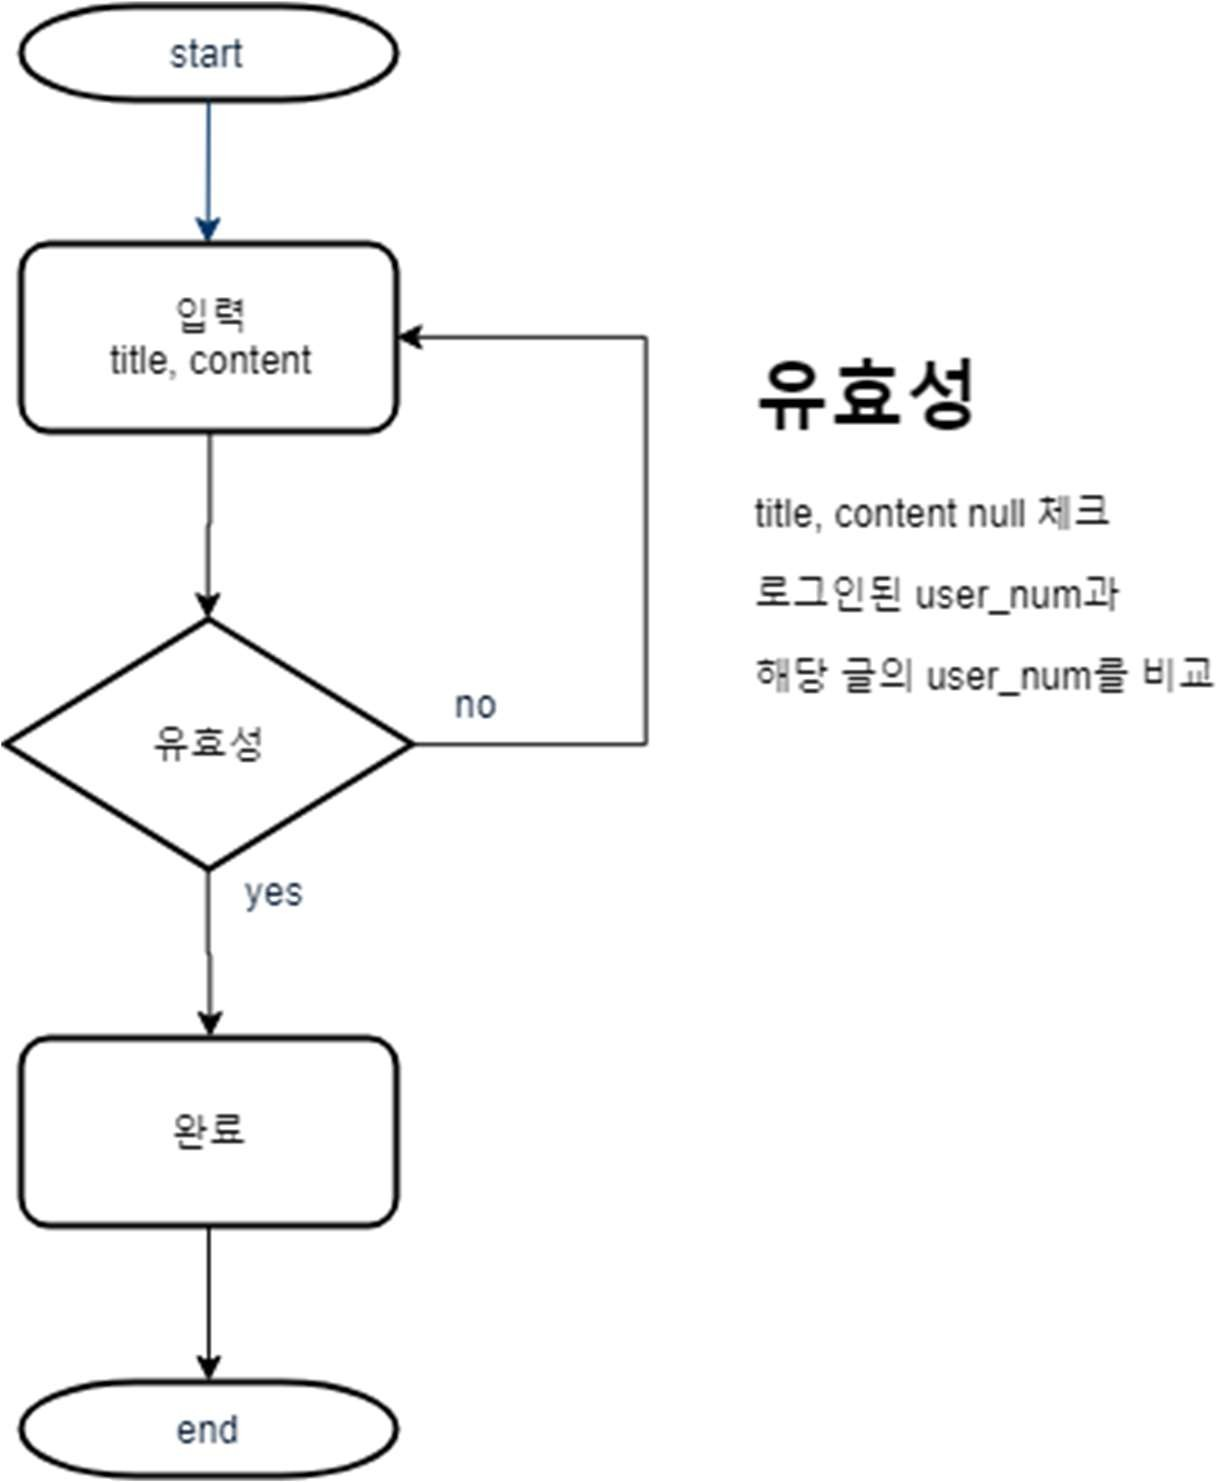 start
입력
title, content
유효성
no
yes
완료
end
유효성
title, content null 체크
로그인된 user_num과
해당 글의 user_num를 비교